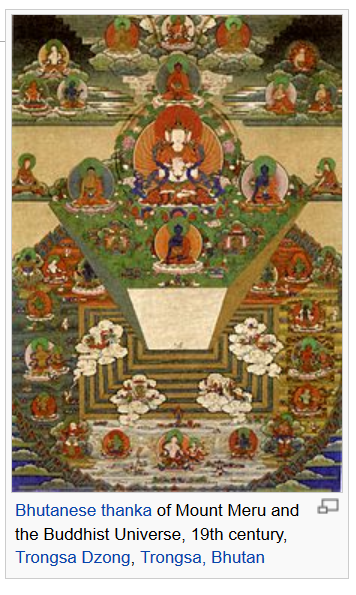 Bhutanese thanka of Mount Meru and
the Buddhist Universe, 19th century,
Trongsa Dzong, Trongsa, Bhutan